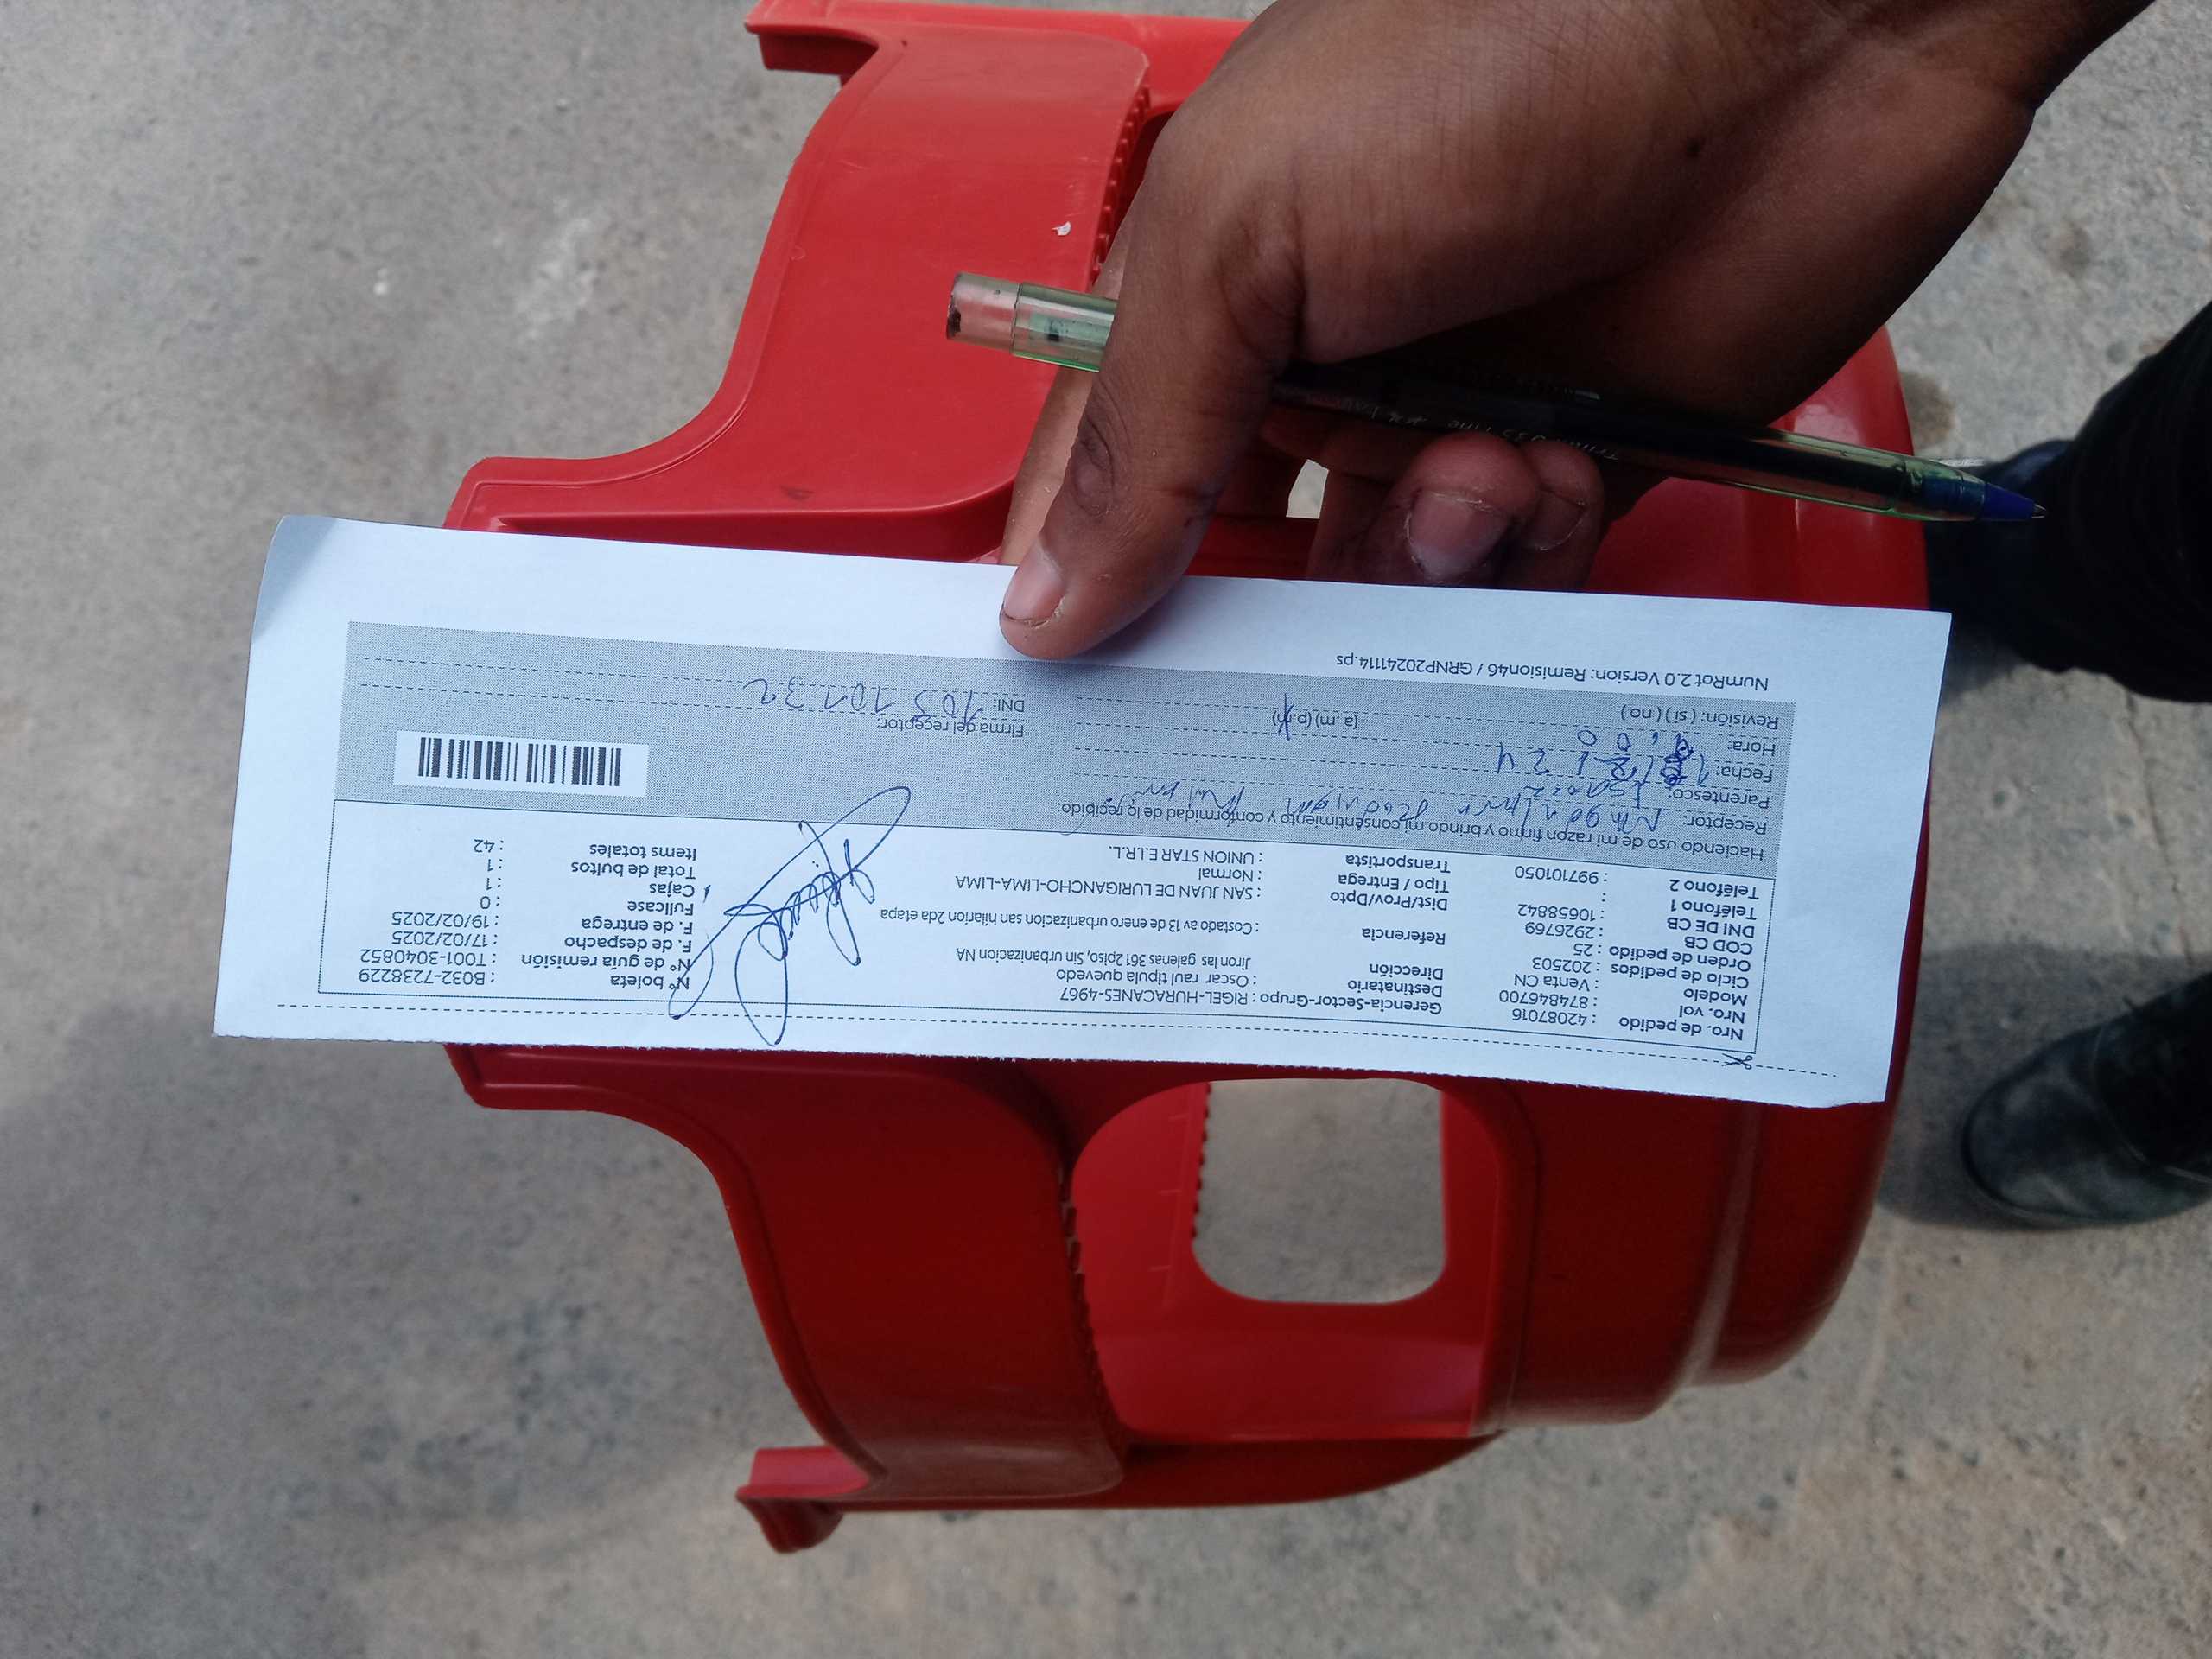 Nro. de pedido : 42087016
Nro. vol : 874846700
Modelo : Venta CN
Ciclo de pedidos : 202503
Orden de pedido : 25
COD CB : 2926769
DNI DE CB : 10658842
Teléfono 1 :
Teléfono 2 : 997101050
Gerencia-Sector-Grupo : RIGEL-HURACANES-4967
Destinatario : Oscar raul tipula quevedo
Dirección Jiron las galenas 361 2piso, Sin urbanizacion NA
Referencia : Costado av 13 de enero urbanizacion san hilarion 2da etapa
Dist/Prov/Dpto : SAN JUAN DE LURIGANCHO-LIMA-LIMA
Tipo / Entrega : Normal
Transportista : UNION STAR E.I.R.L.
N° boleta : B032-7238229
N° de guía remisión : T001-3040852
F. de despacho : 17/02/2025
F. de entrega : 19/02/2025
Fullcase : 0
Cajas : 1
Total de bultos : 1
Items totales : 42
Haciendo uso de mi razón firmo y brindo mi consentimiento y conformidad de lo recibido:
Receptor:
Parentesco:
Fecha:
Hora:
(a .m) (p.m)
Revisión: ( si ) ( no )
Firma del receptor:
DNI:
NumRot 2.0 Version: Remision46 / GRNP20241114.ps